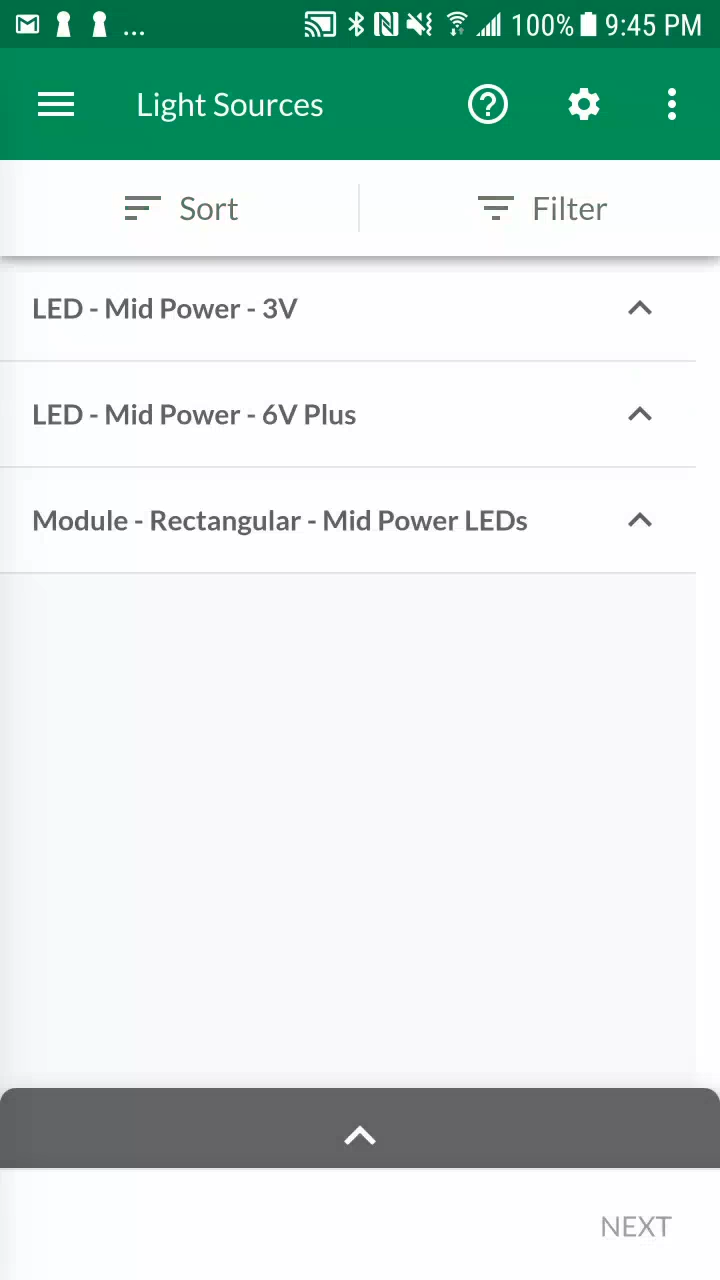 ... 100% 9:45 PM
Light Sources
Sort Filter
LED - Mid Power - 3V
LED - Mid Power - 6V Plus
Module - Rectangular - Mid Power LEDs
NEXT